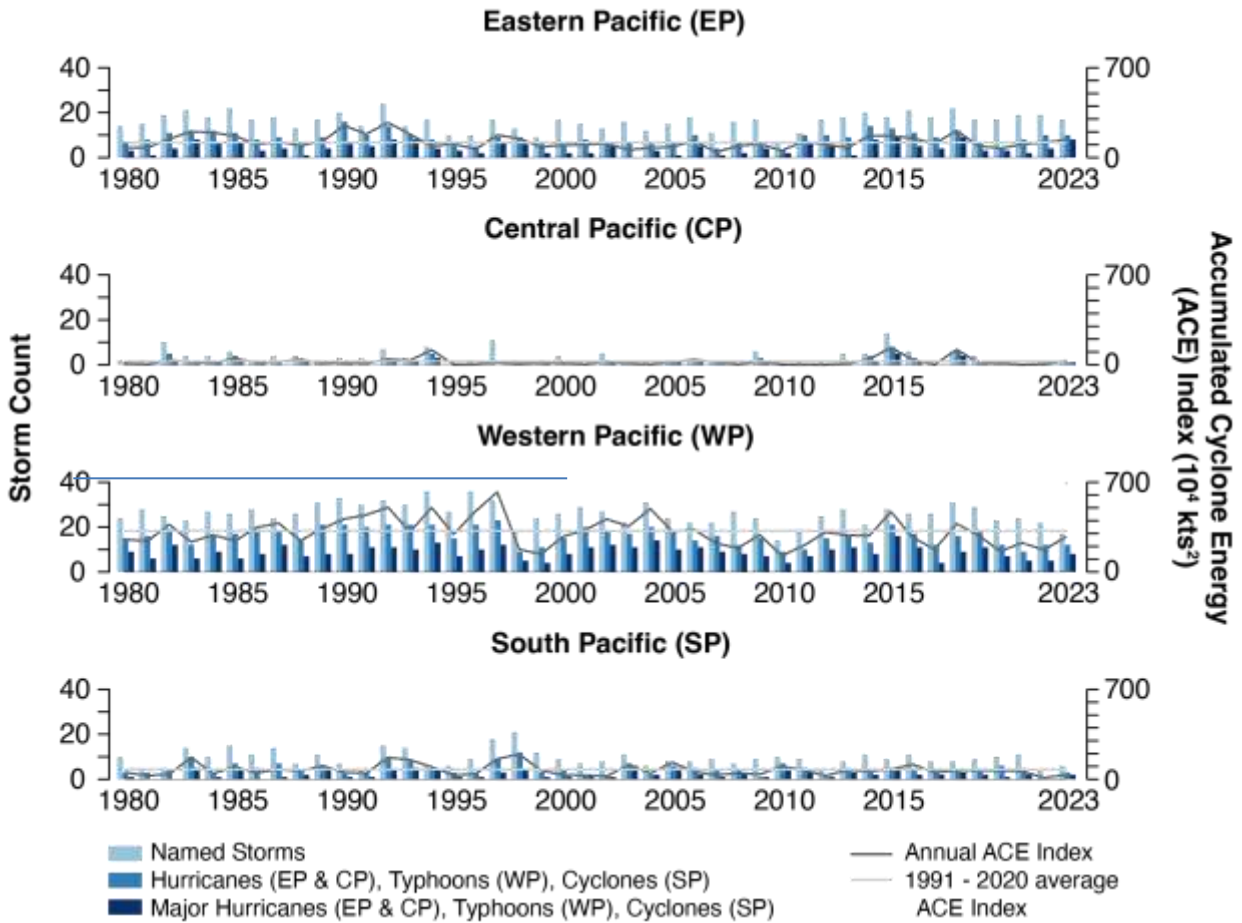 Eastern Pacific (EP)
40
20
0
700
0
1980 1985 1990 1995 2000 2005 2010 2015 2023
Central Pacific (CP)
40
20
0
700
0
1980 1985 1990 1995 2000 2005 2010 2015 2023
Storm Count
Accumulated Cyclone Energy
(ACE) Index (10⁴ kts²)
Western Pacific (WP)
40
20
0
700
0
1980 1985 1990 1995 2000 2005 2010 2015 2023
South Pacific (SP)
40
20
0
700
0
1980 1985 1990 1995 2000 2005 2010 2015 2023
Named Storms
Hurricanes (EP & CP), Typhoons (WP), Cyclones (SP)
Major Hurricanes (EP & CP), Typhoons (WP), Cyclones (SP)
Annual ACE Index
1991 - 2020 average
ACE Index